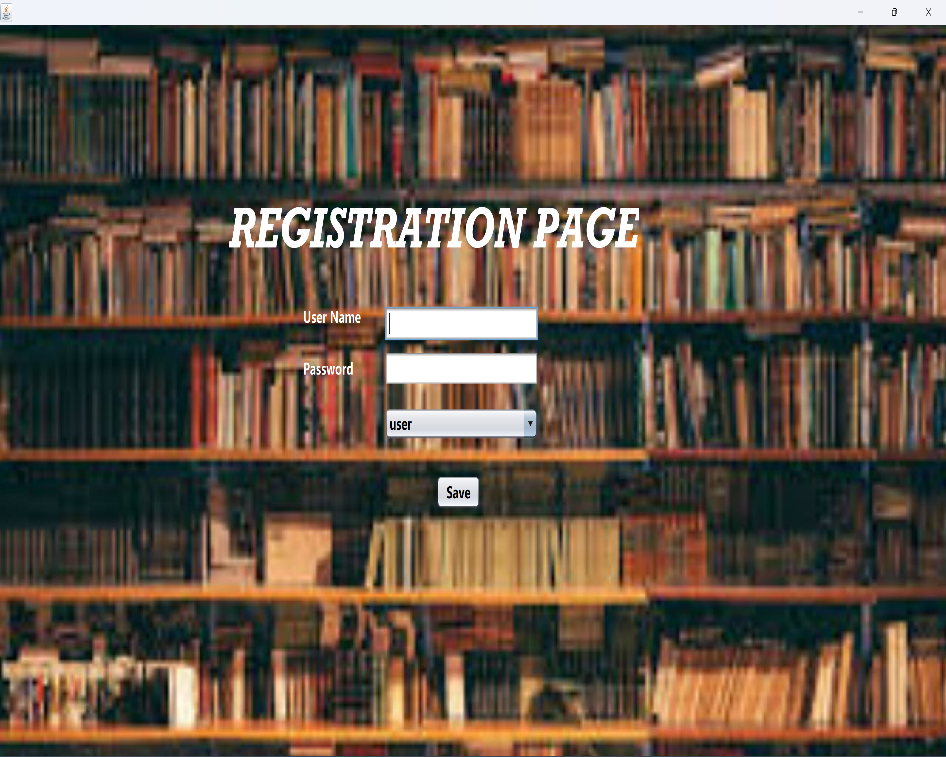 REGISTRATION PAGE
User Name
Password
user
Save